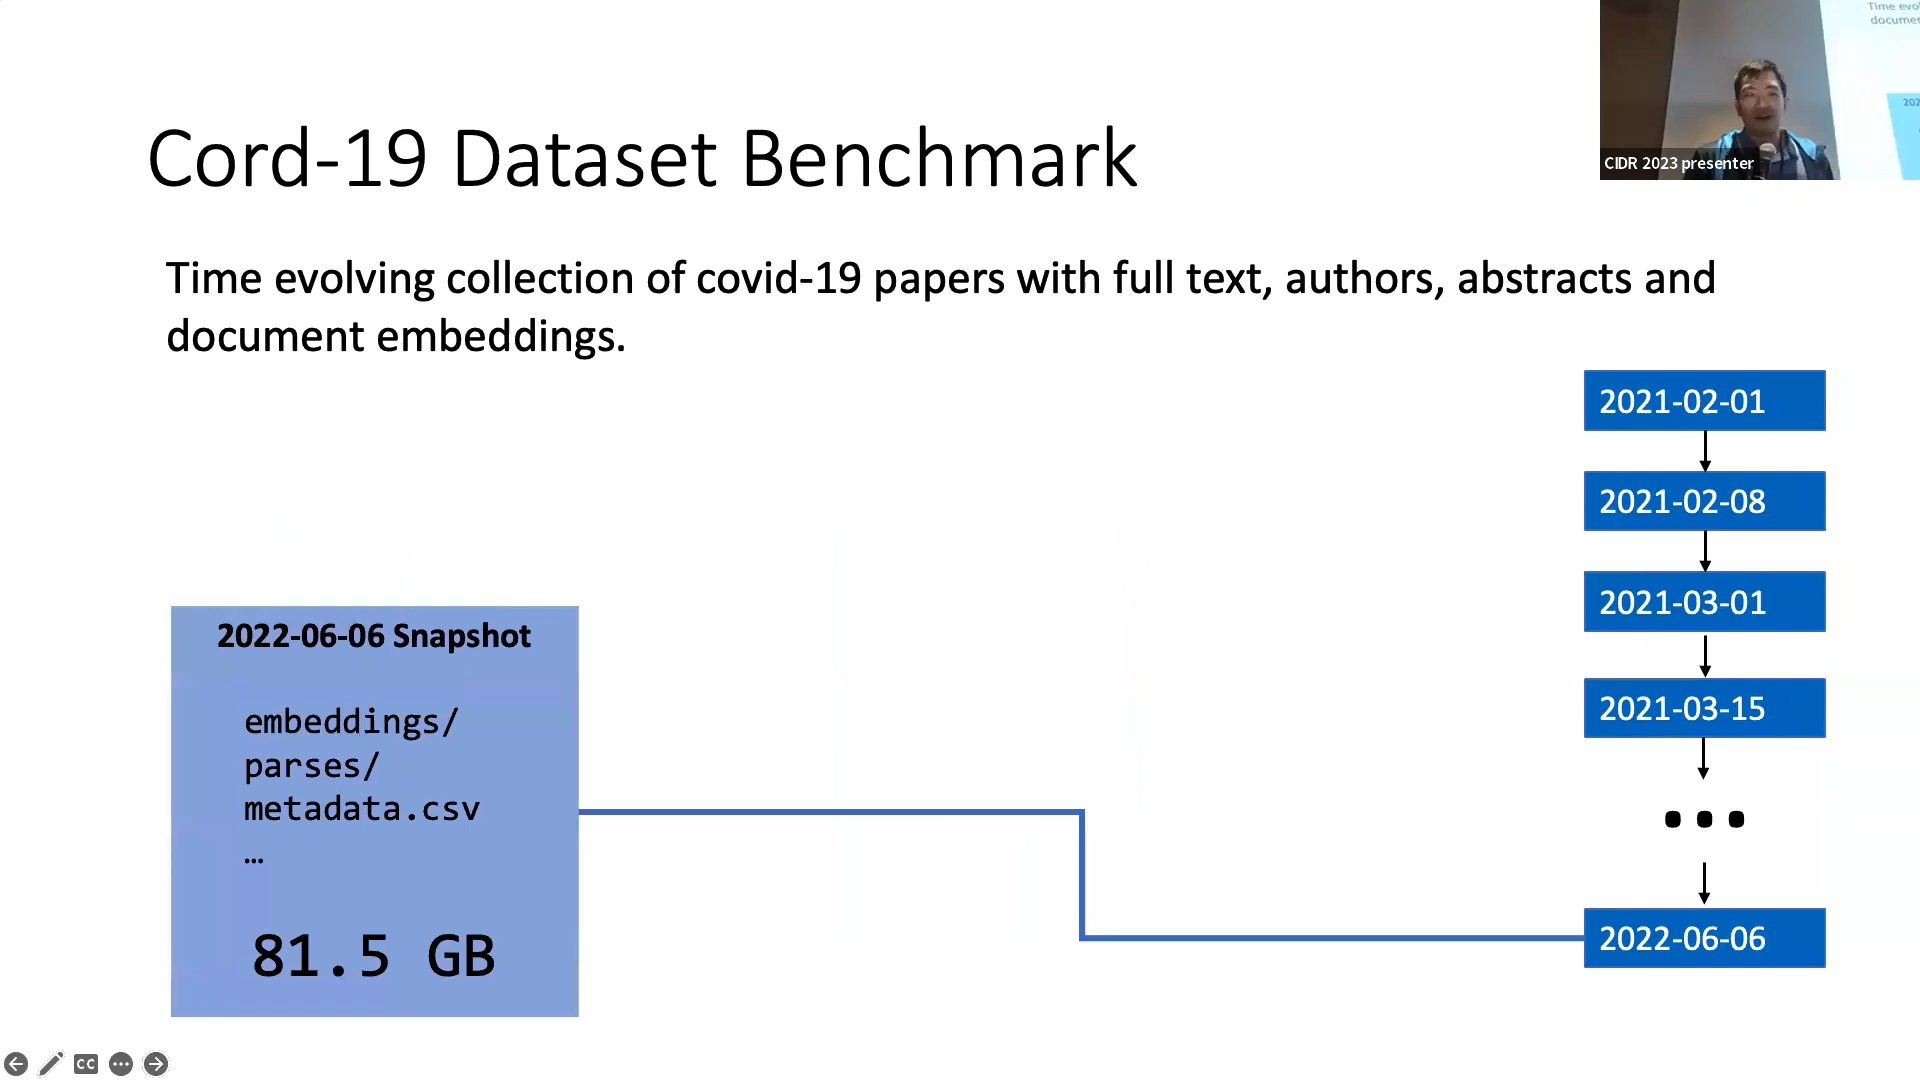 Cord-19 Dataset Benchmark
Time evolving collection of covid-19 papers with full text, authors, abstracts and
document embeddings.
CIDR 2023 presenter
2021-02-01
2021-02-08
2021-03-01
2021-03-15
2022-06-06
2022-06-06 Snapshot
embeddings/
parses/
metadata.csv
…
81.5 GB
CC